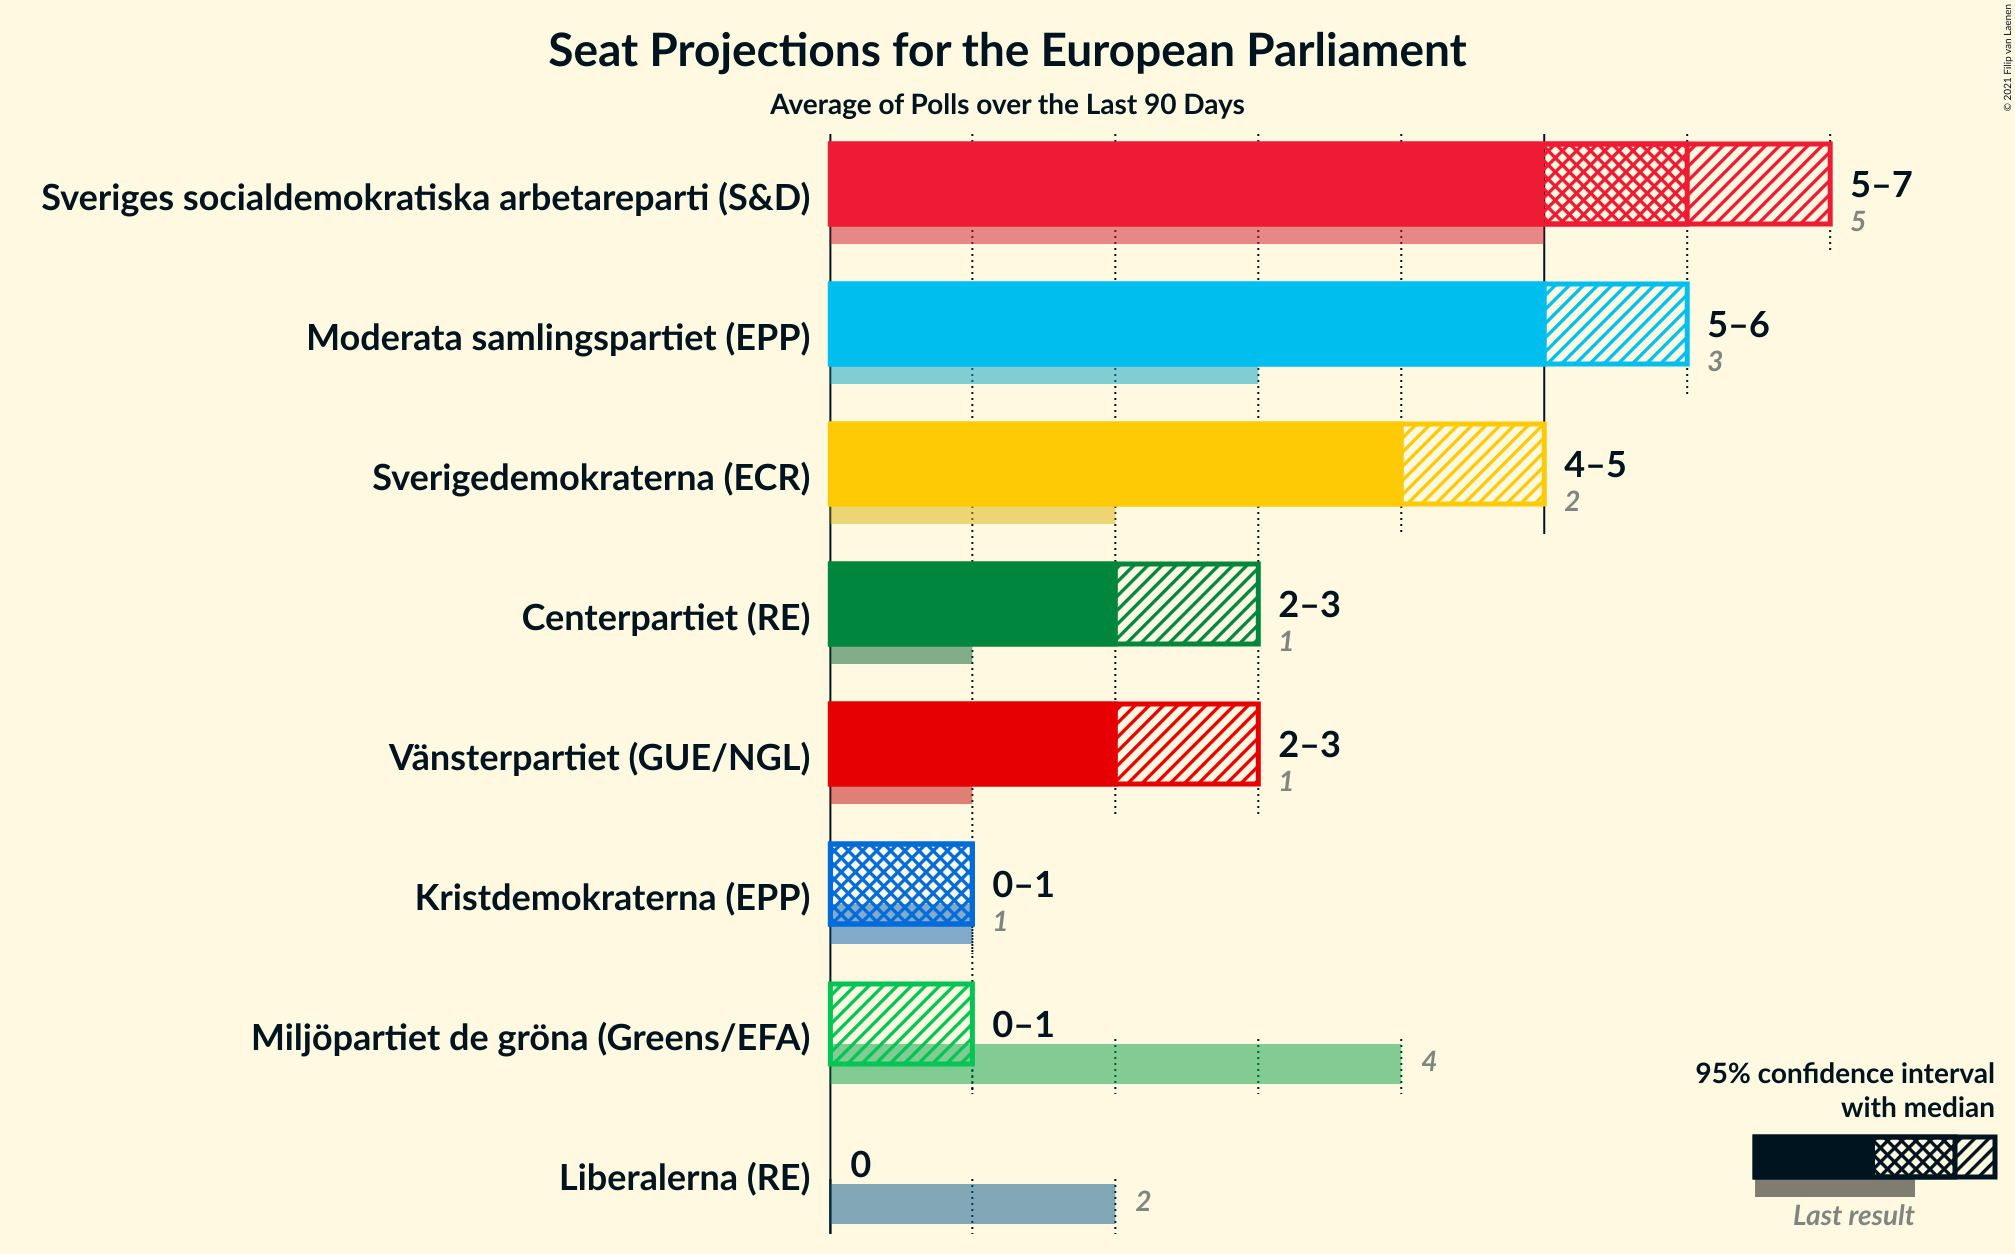 Seat Projections for the European Parliament
Average of Polls over the Last 90 Days
© 2021 Filip van Laenen
Sveriges socialdemokratiska arbetareparti (S&D)
5–7
5
Moderata samlingspartiet (EPP)
5–6
3
Sverigedemokraterna (ECR)
4–5
2
Centerpartiet (RE)
2–3
1
Vänsterpartiet (GUE/NGL)
2–3
1
Kristdemokraterna (EPP)
0–1
1
Miljöpartiet de gröna (Greens/EFA)
0–1
4
Liberalerna (RE)
0
2
95% confidence interval
with median
Last result